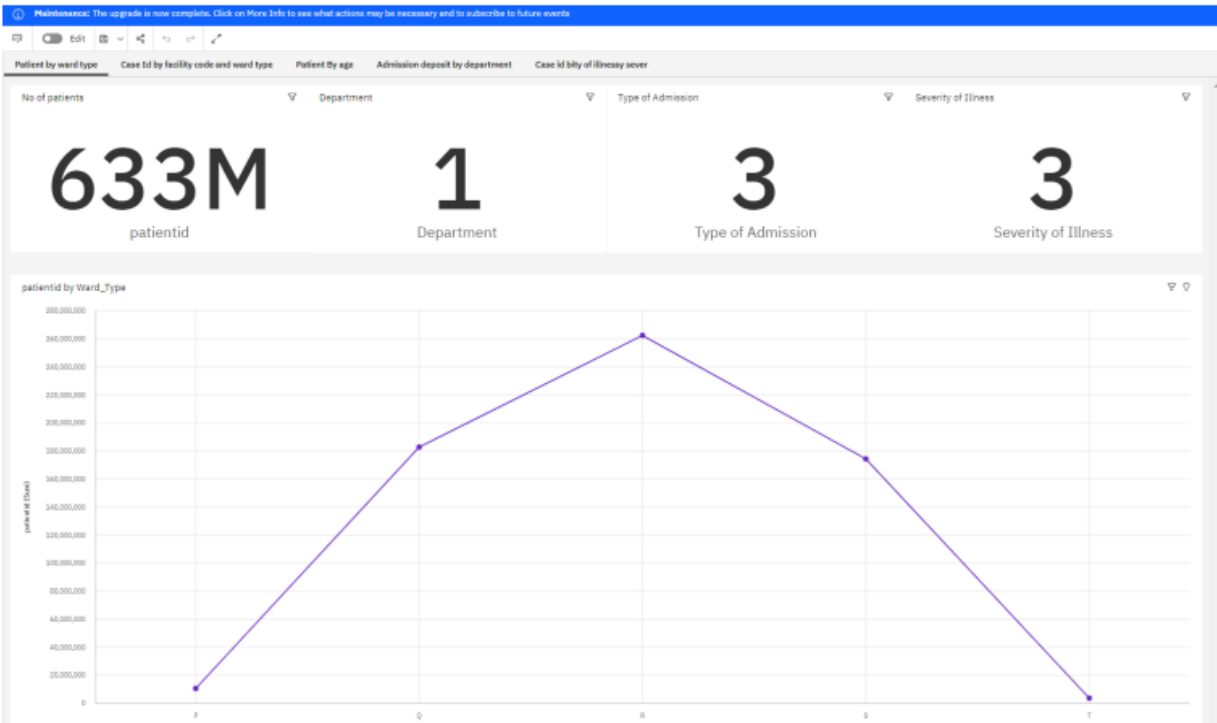 Maintenance: The upgrade is now complete. Click on More Info to see what actions may be necessary and to subscribe to future events
Edit
Patient by ward type Case Id by facility code and ward type Patient By age Admission deposit by department Case id bity of illnessy sever
No of patients Department Type of Admission Severity of Illness
633M 1 3 3
patientid Department Type of Admission Severity of Illness
patientid by Ward_Type
280,000,000
260,000,000
240,000,000
220,000,000
200,000,000
180,000,000
160,000,000
patientid (Sum)
140,000,000
120,000,000
100,000,000
80,000,000
60,000,000
40,000,000
20,000,000
0
P Q R S T